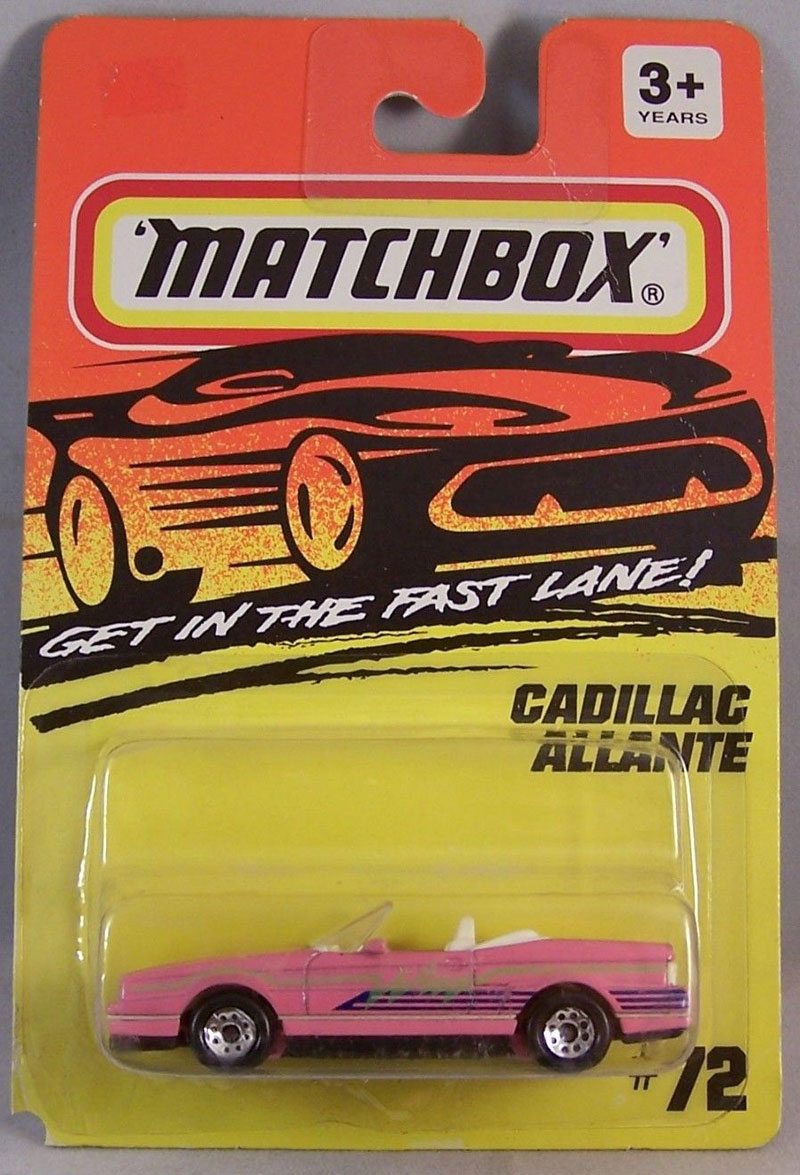 3+
YEARS
'MATCHBOX'®
GET IN THE FAST LANE!
CADILLAC
ALLANTE
#72